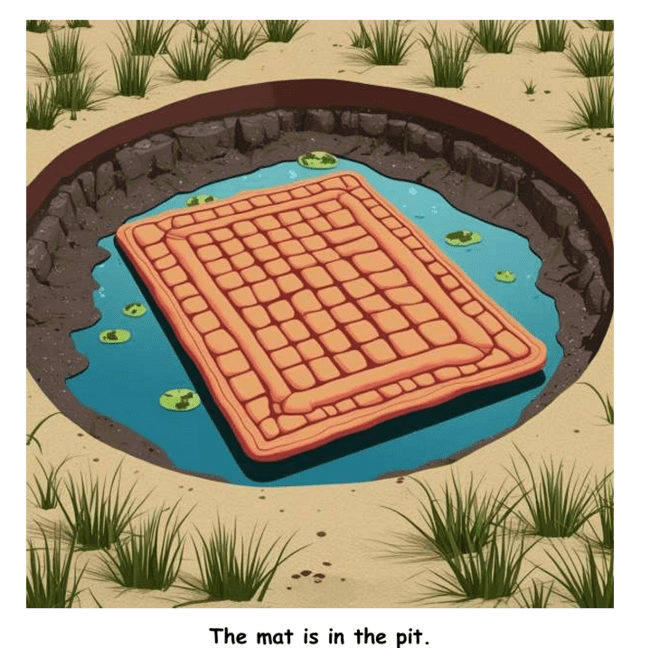 The mat is in the pit.